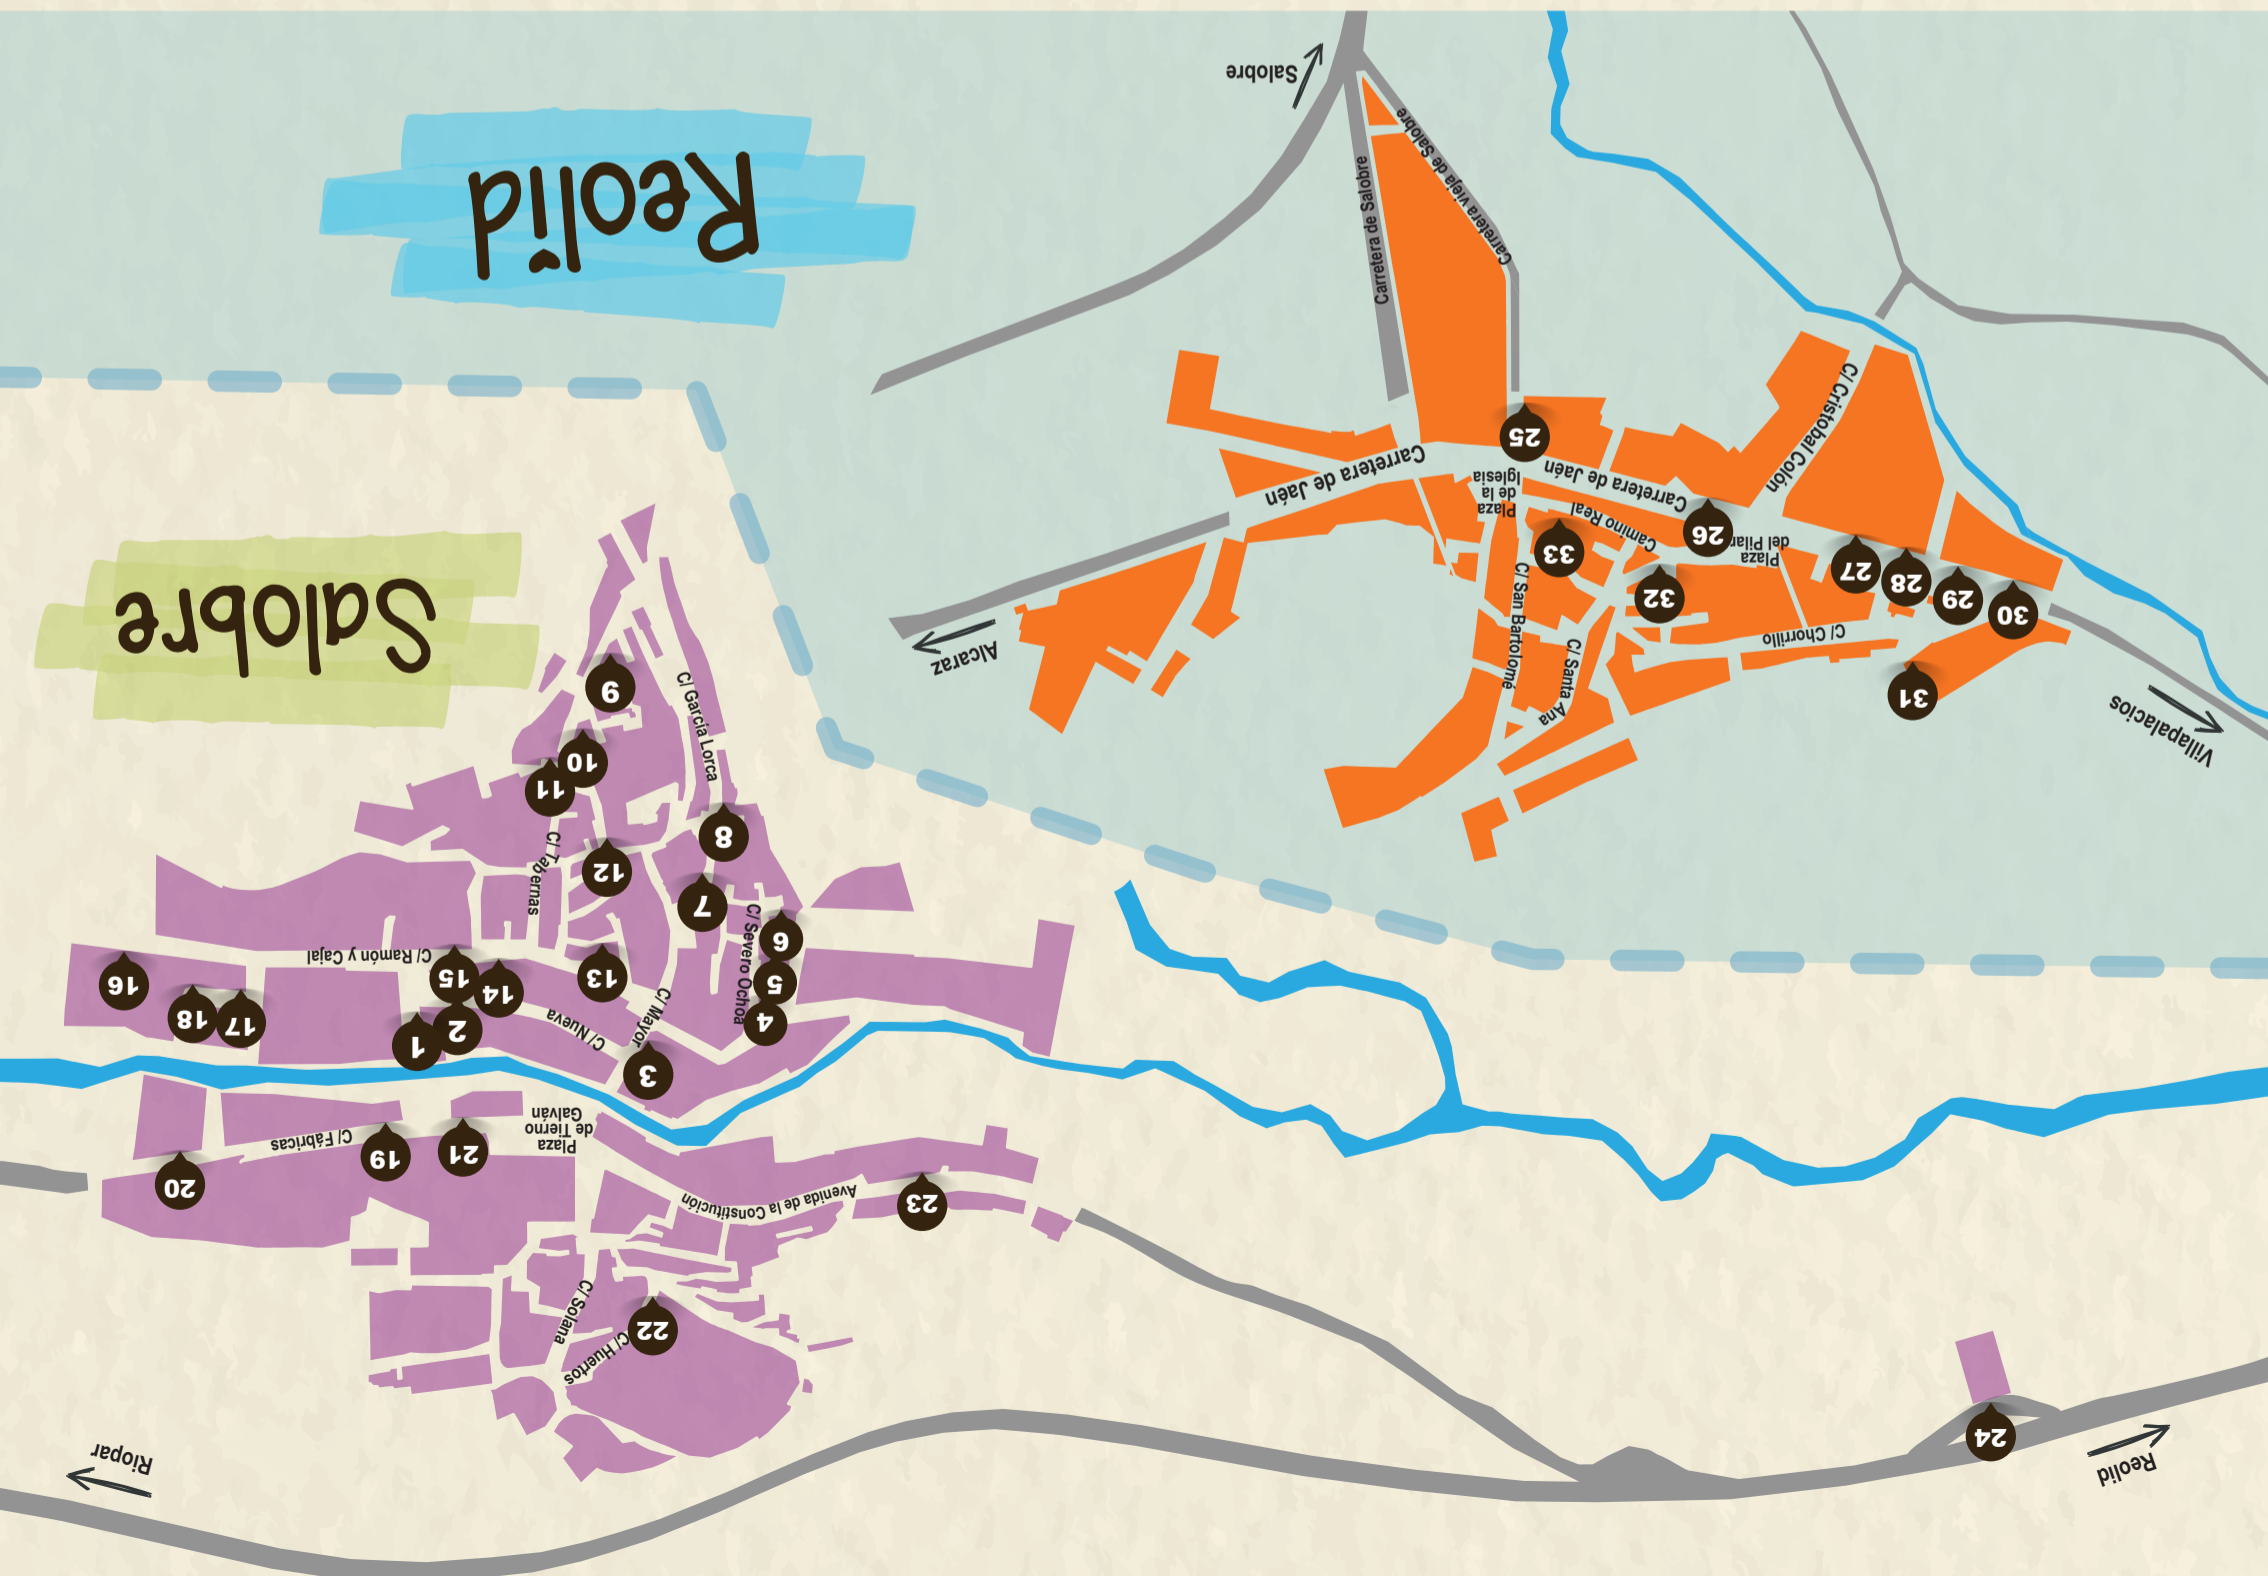 Reolid
24
Riopar
22
C/ Huertos
C/ Solana
23
Avenida de la Constitución
20
19
21
C/ Fábricas
Plaza
de Tierno
Galván
3
1
2
4
17
18
16
5
14
15
13
6
C/ Nueva
C/ Mayor
C/ Severo Ochoa
C/ Ramón y Cajal
7
12
8
C/ Tabernas
11
10
9
C/ García Lorca
Salobre
Villapalacios
31
30
29
28
27
C/ Chorrillo
32
33
26
25
Plaza
del Pilar
C/ Santa Ana
C/ San Bartolomé
Camino Real
Plaza
de la
Iglesia
Carretera de Jaén
Carretera de Jaén
C/ Cristobal Colón
Alcaraz
Carretera vieja de Salobre
Carretera de Salobre
Salobre
Reolid